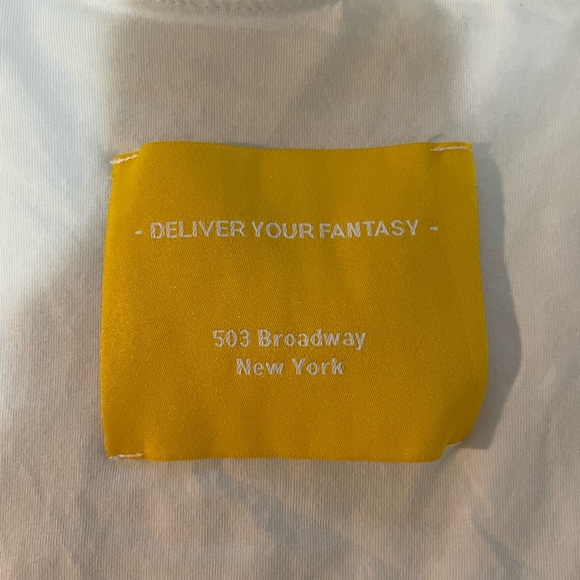 - DELIVER YOUR FANTASY -
503 Broadway
New York